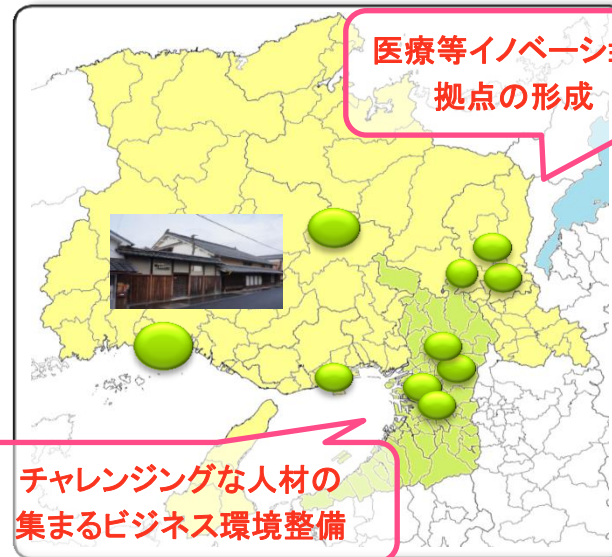 医療等イノベーショ
拠点の形成
チャレンジングな人材の
集まるビジネス環境整備